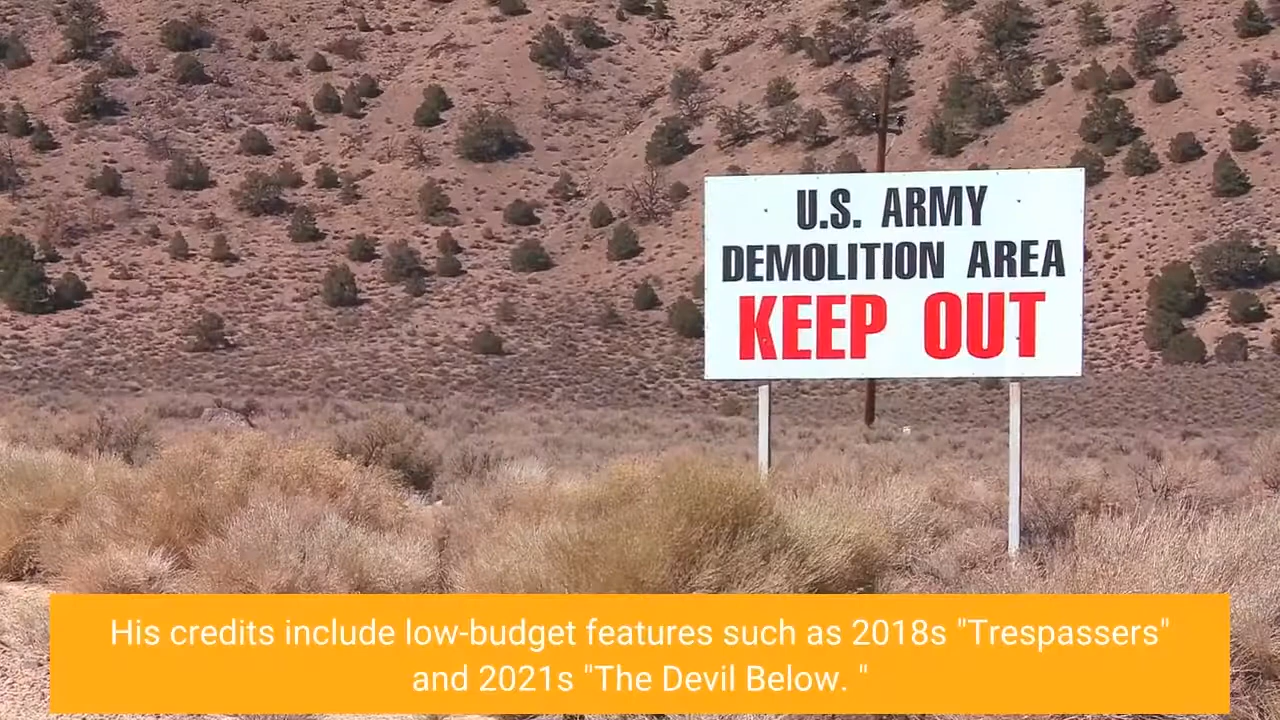 U.S. ARMY
DEMOLITION AREA
KEEP OUT
His credits include low-budget features such as 2018s "Trespassers"
and 2021s "The Devil Below. "